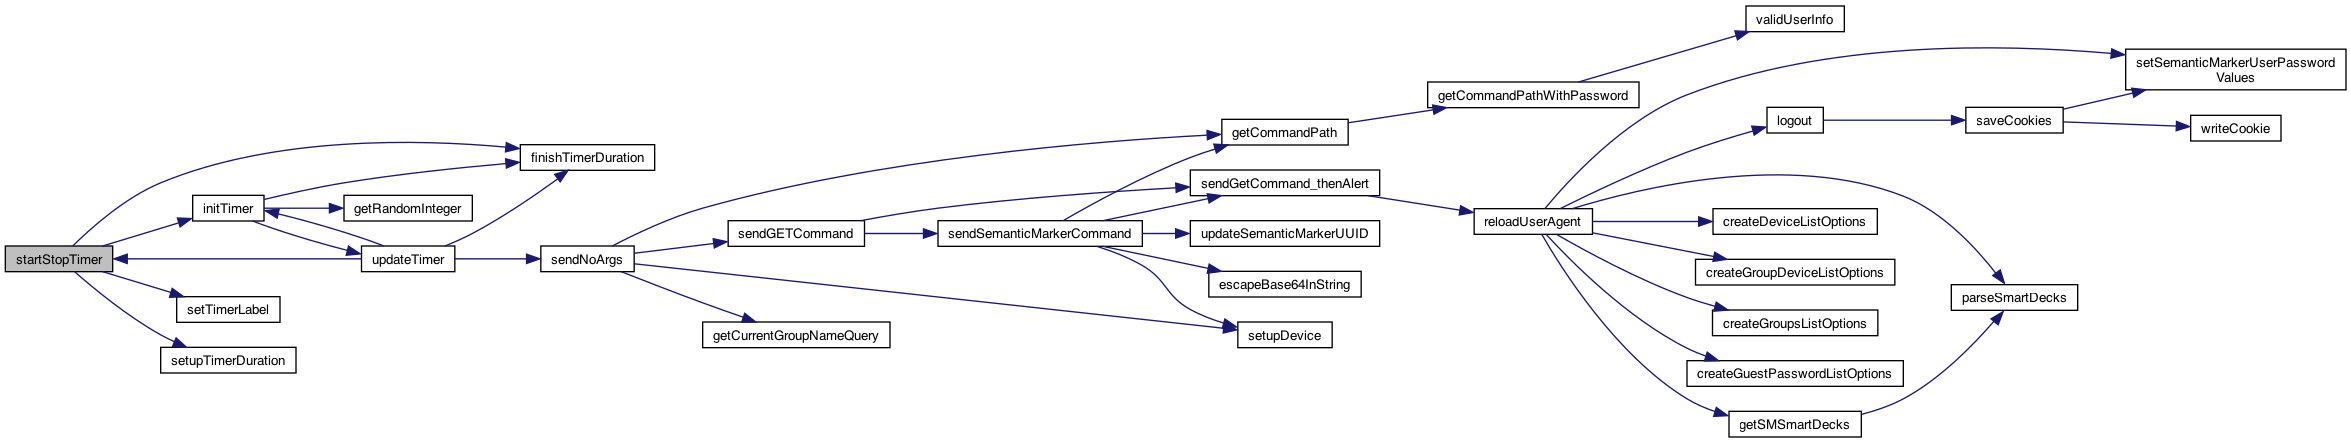 startStopTimer
initTimer
setTimerLabel
setupTimerDuration
getRandomInteger
updateTimer
finishTimerDuration
sendNoArgs
sendGETCommand
getCurrentGroupNameQuery
sendSemanticMarkerCommand
getCommandPath
sendGetCommand_thenAlert
updateSemanticMarkerUUID
escapeBase64InString
setupDevice
getCommandPathWithPassword
reloadUserAgent
validUserInfo
logout
createDeviceListOptions
createGroupDeviceListOptions
createGroupsListOptions
createGuestPasswordListOptions
getSMSmartDecks
saveCookies
parseSmartDecks
setSemanticMarkerUserPassword
Values
writeCookie